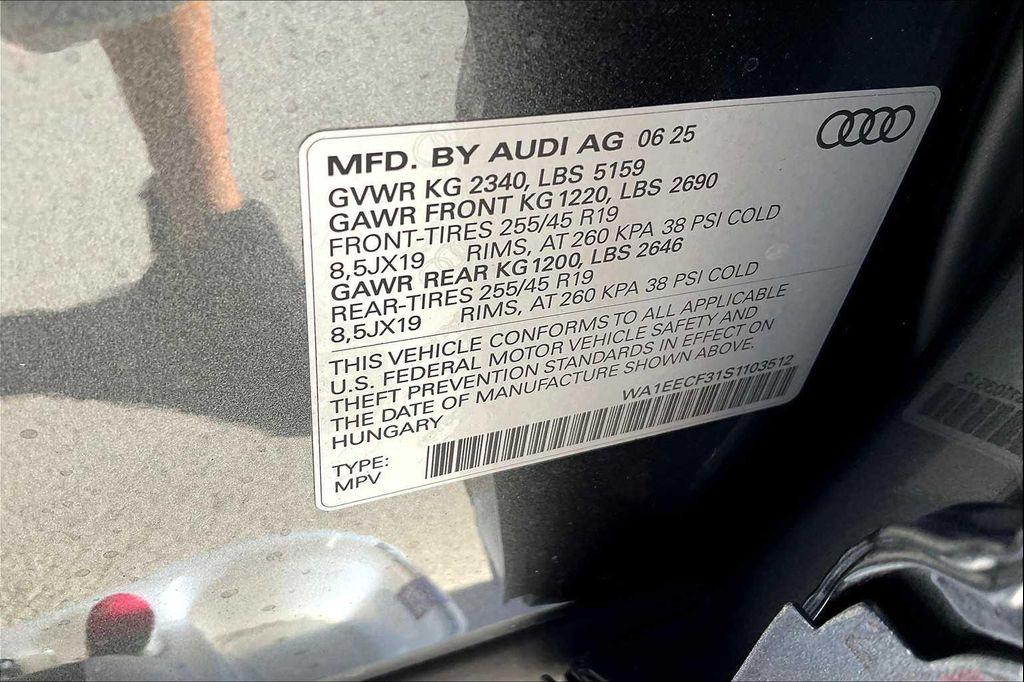 MFD. BY AUDI AG 06 25
GVWR KG 2340, LBS 5159
GAWR FRONT KG 1220, LBS 2690
FRONT-TIRES 255/45 R19
8,5JX19 RIMS, AT 260 KPA 38 PSI COLD
GAWR REAR KG 1200, LBS 2646
REAR-TIRES 255/45 R19
8,5JX19 RIMS, AT 260 KPA 38 PSI COLD
THIS VEHICLE CONFORMS TO ALL APPLICABLE
U.S. FEDERAL MOTOR VEHICLE SAFETY AND
THEFT PREVENTION STANDARDS IN EFFECT ON
THE DATE OF MANUFACTURE SHOWN ABOVE.
HUNGARY WA1EECF31S1103512
TYPE:
MPV